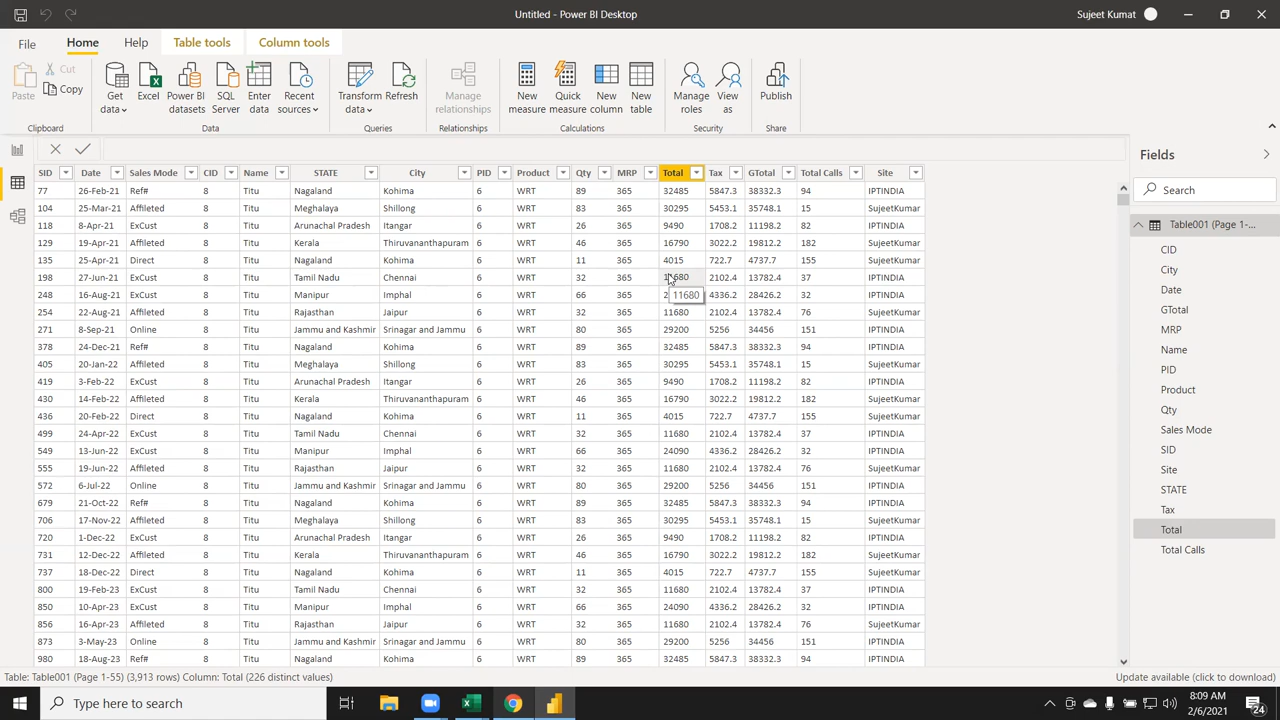 Untitled - Power BI Desktop
Sujeet Kumat
File Home Help Table tools Column tools
Paste
Cut
Copy
Get data
Excel
Power BI datasets
SQL Server
Enter data
Recent sources
Transform data
Refresh
Manage relationships
New measure
Quick measure
New column
New table
Manage roles
View as
Publish
Clipboard Data Queries Relationships Calculations Security Share
SID Date Sales Mode CID Name STATE City PID Product Qty MRP Total Tax GTotal Total Calls Site
77 26-Feb-21 Ref# 8 Titu Nagaland Kohima 6 WRT 89 365 32485 5847.3 38332.3 94 IPTINDIA
104 25-Mar-21 Affileted 8 Titu Meghalaya Shillong 6 WRT 83 365 30295 5453.1 35748.1 15 SujeetKumar
118 8-Apr-21 ExCust 8 Titu Arunachal Pradesh Itangar 6 WRT 26 365 9490 1708.2 11198.2 82 IPTINDIA
129 19-Apr-21 Affileted 8 Titu Kerala Thiruvananthapuram 6 WRT 46 365 16790 3022.2 19812.2 182 SujeetKumar
135 25-Apr-21 Direct 8 Titu Nagaland Kohima 6 WRT 11 365 4015 722.7 4737.7 155 SujeetKumar
198 27-Jun-21 ExCust 8 Titu Tamil Nadu Chennai 6 WRT 32 365 11680 2102.4 13782.4 37 IPTINDIA
248 16-Aug-21 ExCust 8 Titu Manipur Imphal 6 WRT 66 365 4336.2 28426.2 32 IPTINDIA
11680
254 22-Aug-21 Affileted 8 Titu Rajasthan Jaipur 6 WRT 32 365 11680 2102.4 13782.4 76 IPTINDIA
271 8-Sep-21 Online 8 Titu Jammu and Kashmir Srinagar and Jammu 6 WRT 80 365 29200 5256 34456 151 IPTINDIA
378 24-Dec-21 Ref# 8 Titu Nagaland Kohima 6 WRT 89 365 32485 5847.3 38332.3 94 IPTINDIA
405 20-Jan-22 Affileted 8 Titu Meghalaya Shillong 6 WRT 83 365 30295 5453.1 35748.1 15 SujeetKumar
419 3-Feb-22 ExCust 8 Titu Arunachal Pradesh Itangar 6 WRT 26 365 9490 1708.2 11198.2 82 IPTINDIA
430 14-Feb-22 Affileted 8 Titu Kerala Thiruvananthapuram 6 WRT 46 365 16790 3022.2 19812.2 182 SujeetKumar
436 20-Feb-22 Direct 8 Titu Nagaland Kohima 6 WRT 11 365 4015 722.7 4737.7 155 SujeetKumar
499 24-Apr-22 ExCust 8 Titu Tamil Nadu Chennai 6 WRT 32 365 11680 2102.4 13782.4 37 IPTINDIA
549 13-Jun-22 ExCust 8 Titu Manipur Imphal 6 WRT 66 365 24090 4336.2 28426.2 32 IPTINDIA
555 19-Jun-22 Affileted 8 Titu Rajasthan Jaipur 6 WRT 32 365 11680 2102.4 13782.4 76 IPTINDIA
572 6-Jul-22 Online 8 Titu Jammu and Kashmir Srinagar and Jammu 6 WRT 80 365 29200 5256 34456 151 IPTINDIA
679 21-Oct-22 Ref# 8 Titu Nagaland Kohima 6 WRT 89 365 32485 5847.3 38332.3 94 IPTINDIA
706 17-Nov-22 Affileted 8 Titu Meghalaya Shillong 6 WRT 83 365 30295 5453.1 35748.1 15 SujeetKumar
720 1-Dec-22 ExCust 8 Titu Arunachal Pradesh Itangar 6 WRT 26 365 9490 1708.2 11198.2 82 IPTINDIA
731 12-Dec-22 Affileted 8 Titu Kerala Thiruvananthapuram 6 WRT 46 365 16790 3022.2 19812.2 182 SujeetKumar
737 18-Dec-22 Direct 8 Titu Nagaland Kohima 6 WRT 11 365 4015 722.7 4737.7 155 SujeetKumar
800 19-Feb-23 ExCust 8 Titu Tamil Nadu Chennai 6 WRT 32 365 11680 2102.4 13782.4 37 IPTINDIA
850 10-Apr-23 ExCust 8 Titu Manipur Imphal 6 WRT 66 365 24090 4336.2 28426.2 32 IPTINDIA
856 16-Apr-23 Affileted 8 Titu Rajasthan Jaipur 6 WRT 32 365 11680 2102.4 13782.4 76 IPTINDIA
873 3-May-23 Online 8 Titu Jammu and Kashmir Srinagar and Jammu 6 WRT 80 365 29200 5256 34456 151 IPTINDIA
980 18-Aug-23 Ref# 8 Titu Nagaland Kohima 6 WRT 89 365 32485 5847.3 38332.3 94 IPTINDIA
Fields
Search
Table001 (Page 1-...
CID
City
Date
GTotal
MRP
Name
PID
Product
Qty
Sales Mode
SID
Site
STATE
Tax
Total
Total Calls
Table: Table001 (Page 1-55) (3,913 rows) Column: Total (226 distinct values)
Update available (click to download)
Type here to search
8:09 AM
2/6/2021
24